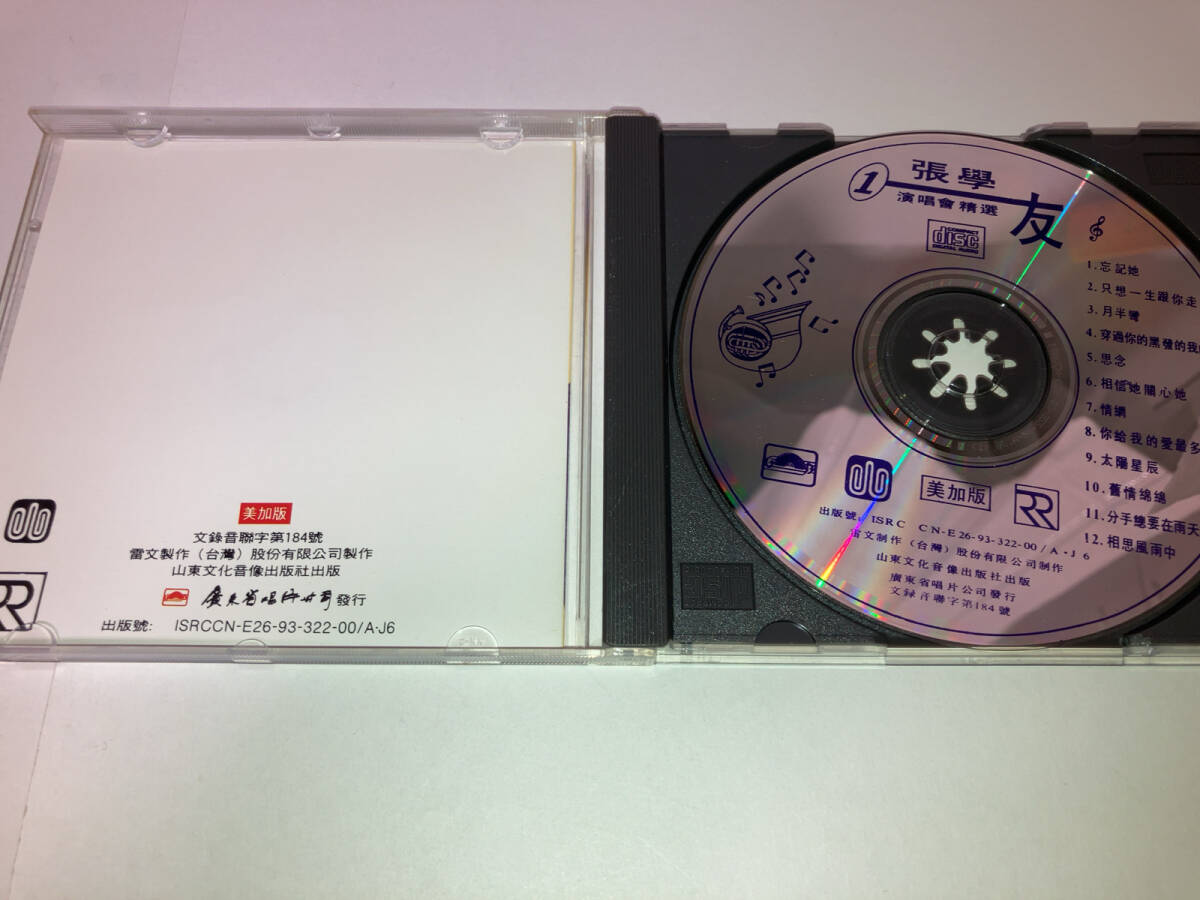 美加版
文錄音聯字第184號
雷文製作（台灣）股份有限公司製作
山東文化音像出版社出版
廣東省唱片公司發行
出版號: ISRCCN-E26-93-322-00/A·J6
張學友
1
演唱會精選
COMPACT
disc
DIGITAL AUDIO
1.忘記她
2.只想一生跟你走
3.月半彎
4.穿過你的黑發的我
5.思念
6.相信她關心她
7.情網
8.你給我的愛最多
9.太陽星辰
10.舊情綿綿
11.分手總要在雨天
12.相思風雨中
美加版
出版號: ISRC CN-E26-93-322-00/A·J6
雷文制作（台灣）股份有限公司制作
山東文化音像出版社出版
廣東省唱片公司發行
文録音聯字第184號